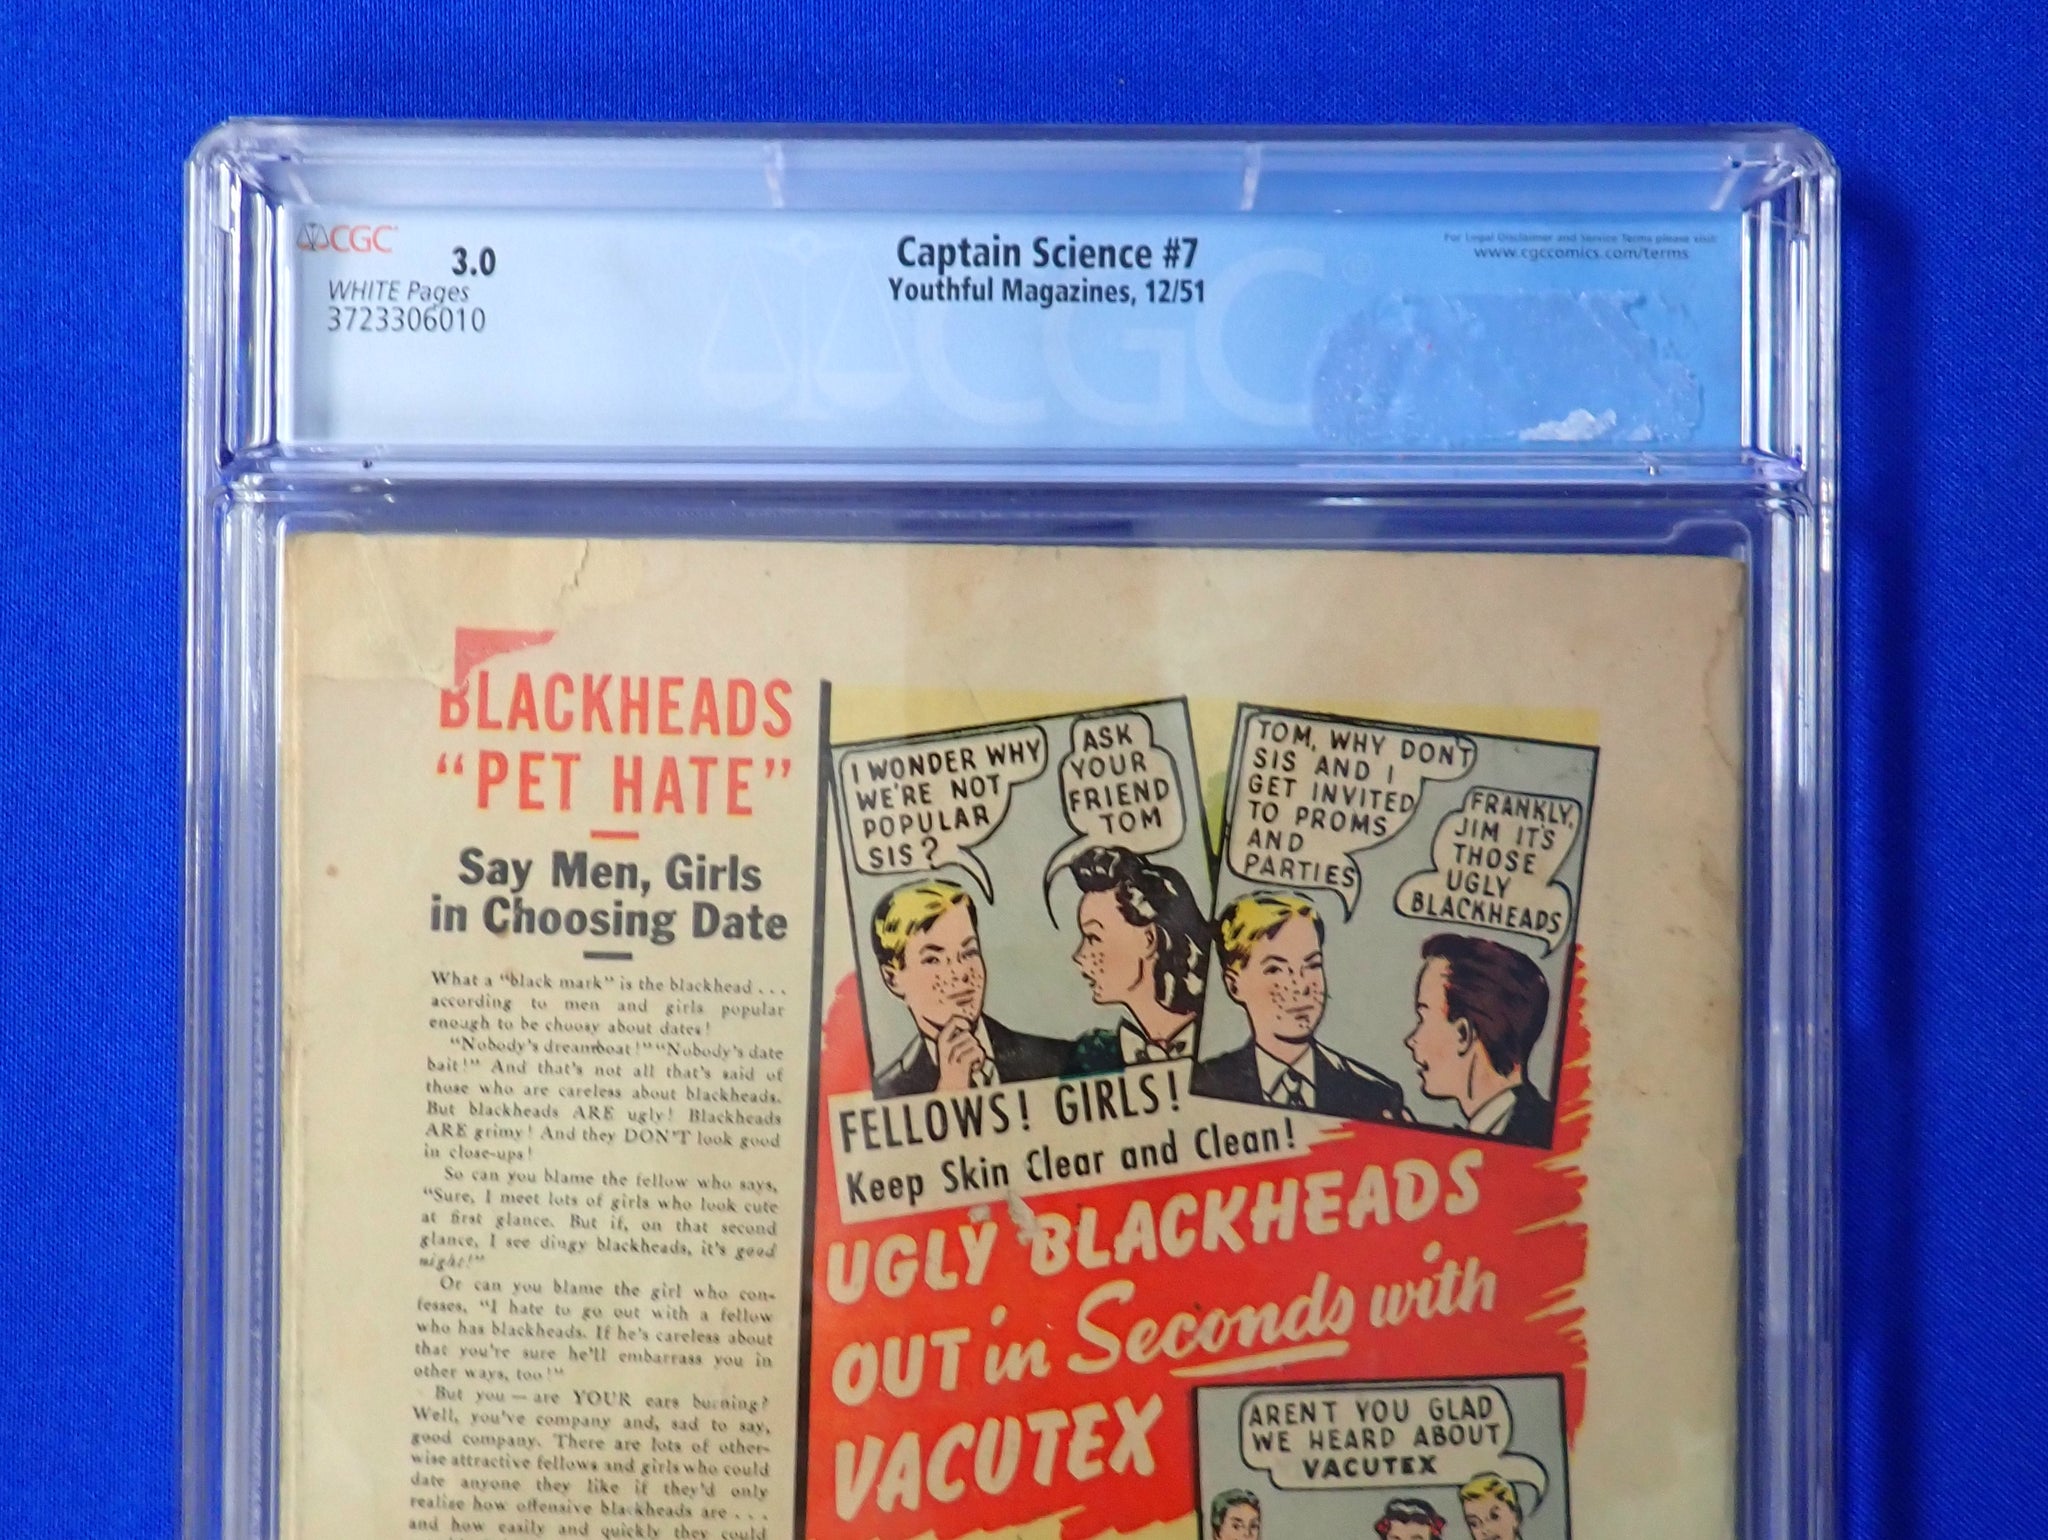 CGC
3.0
WHITE Pages
3723306010
Captain Science #7
Youthful Magazines, 12/51
For Legal Disclaimer and Service Terms please visit:
www.cgccomics.com/terms
CGC
BLACKHEADS
“PET HATE”
Say Men, Girls
in Choosing Date
What a “black mark” is the blackhead . . .
according to men and girls popular
enough to be choosy about dates!
“Nobody's dreamboat!” “Nobody's date
bait!” And that's not all that's said of
those who are careless about blackheads.
But blackheads ARE ugly! Blackheads
ARE grimy! And they DON'T look good
in close-ups!
So can you blame the fellow who says,
“Sure, I meet lots of girls who look cute
at first glance. But if, on that second
glance, I see dingy blackheads, it's good
night!”
Or can you blame the girl who con-
fesses, “I hate to go out with a fellow
who has blackheads. If he's careless about
that you're sure he'll embarrass you in
other ways, too!”
But you — are YOUR ears burning?
Well, you've company and, sad to say,
good company. There are lots of other-
wise attractive fellows and girls who could
date anyone they like if they'd only
realize how offensive blackheads are . . .
and how easily and quickly they could
I WONDER WHY
WE'RE NOT
POPULAR
SIS?
ASK
YOUR
FRIEND
TOM
TOM, WHY DON'T
SIS AND I
GET INVITED
TO PROMS
AND
PARTIES
FRANKLY,
JIM IT'S
THOSE
UGLY
BLACKHEADS
FELLOWS! GIRLS!
Keep Skin Clear and Clean!
UGLY BLACKHEADS
OUT in Seconds with
VACUTEX
AREN'T YOU GLAD
WE HEARD ABOUT
VACUTEX